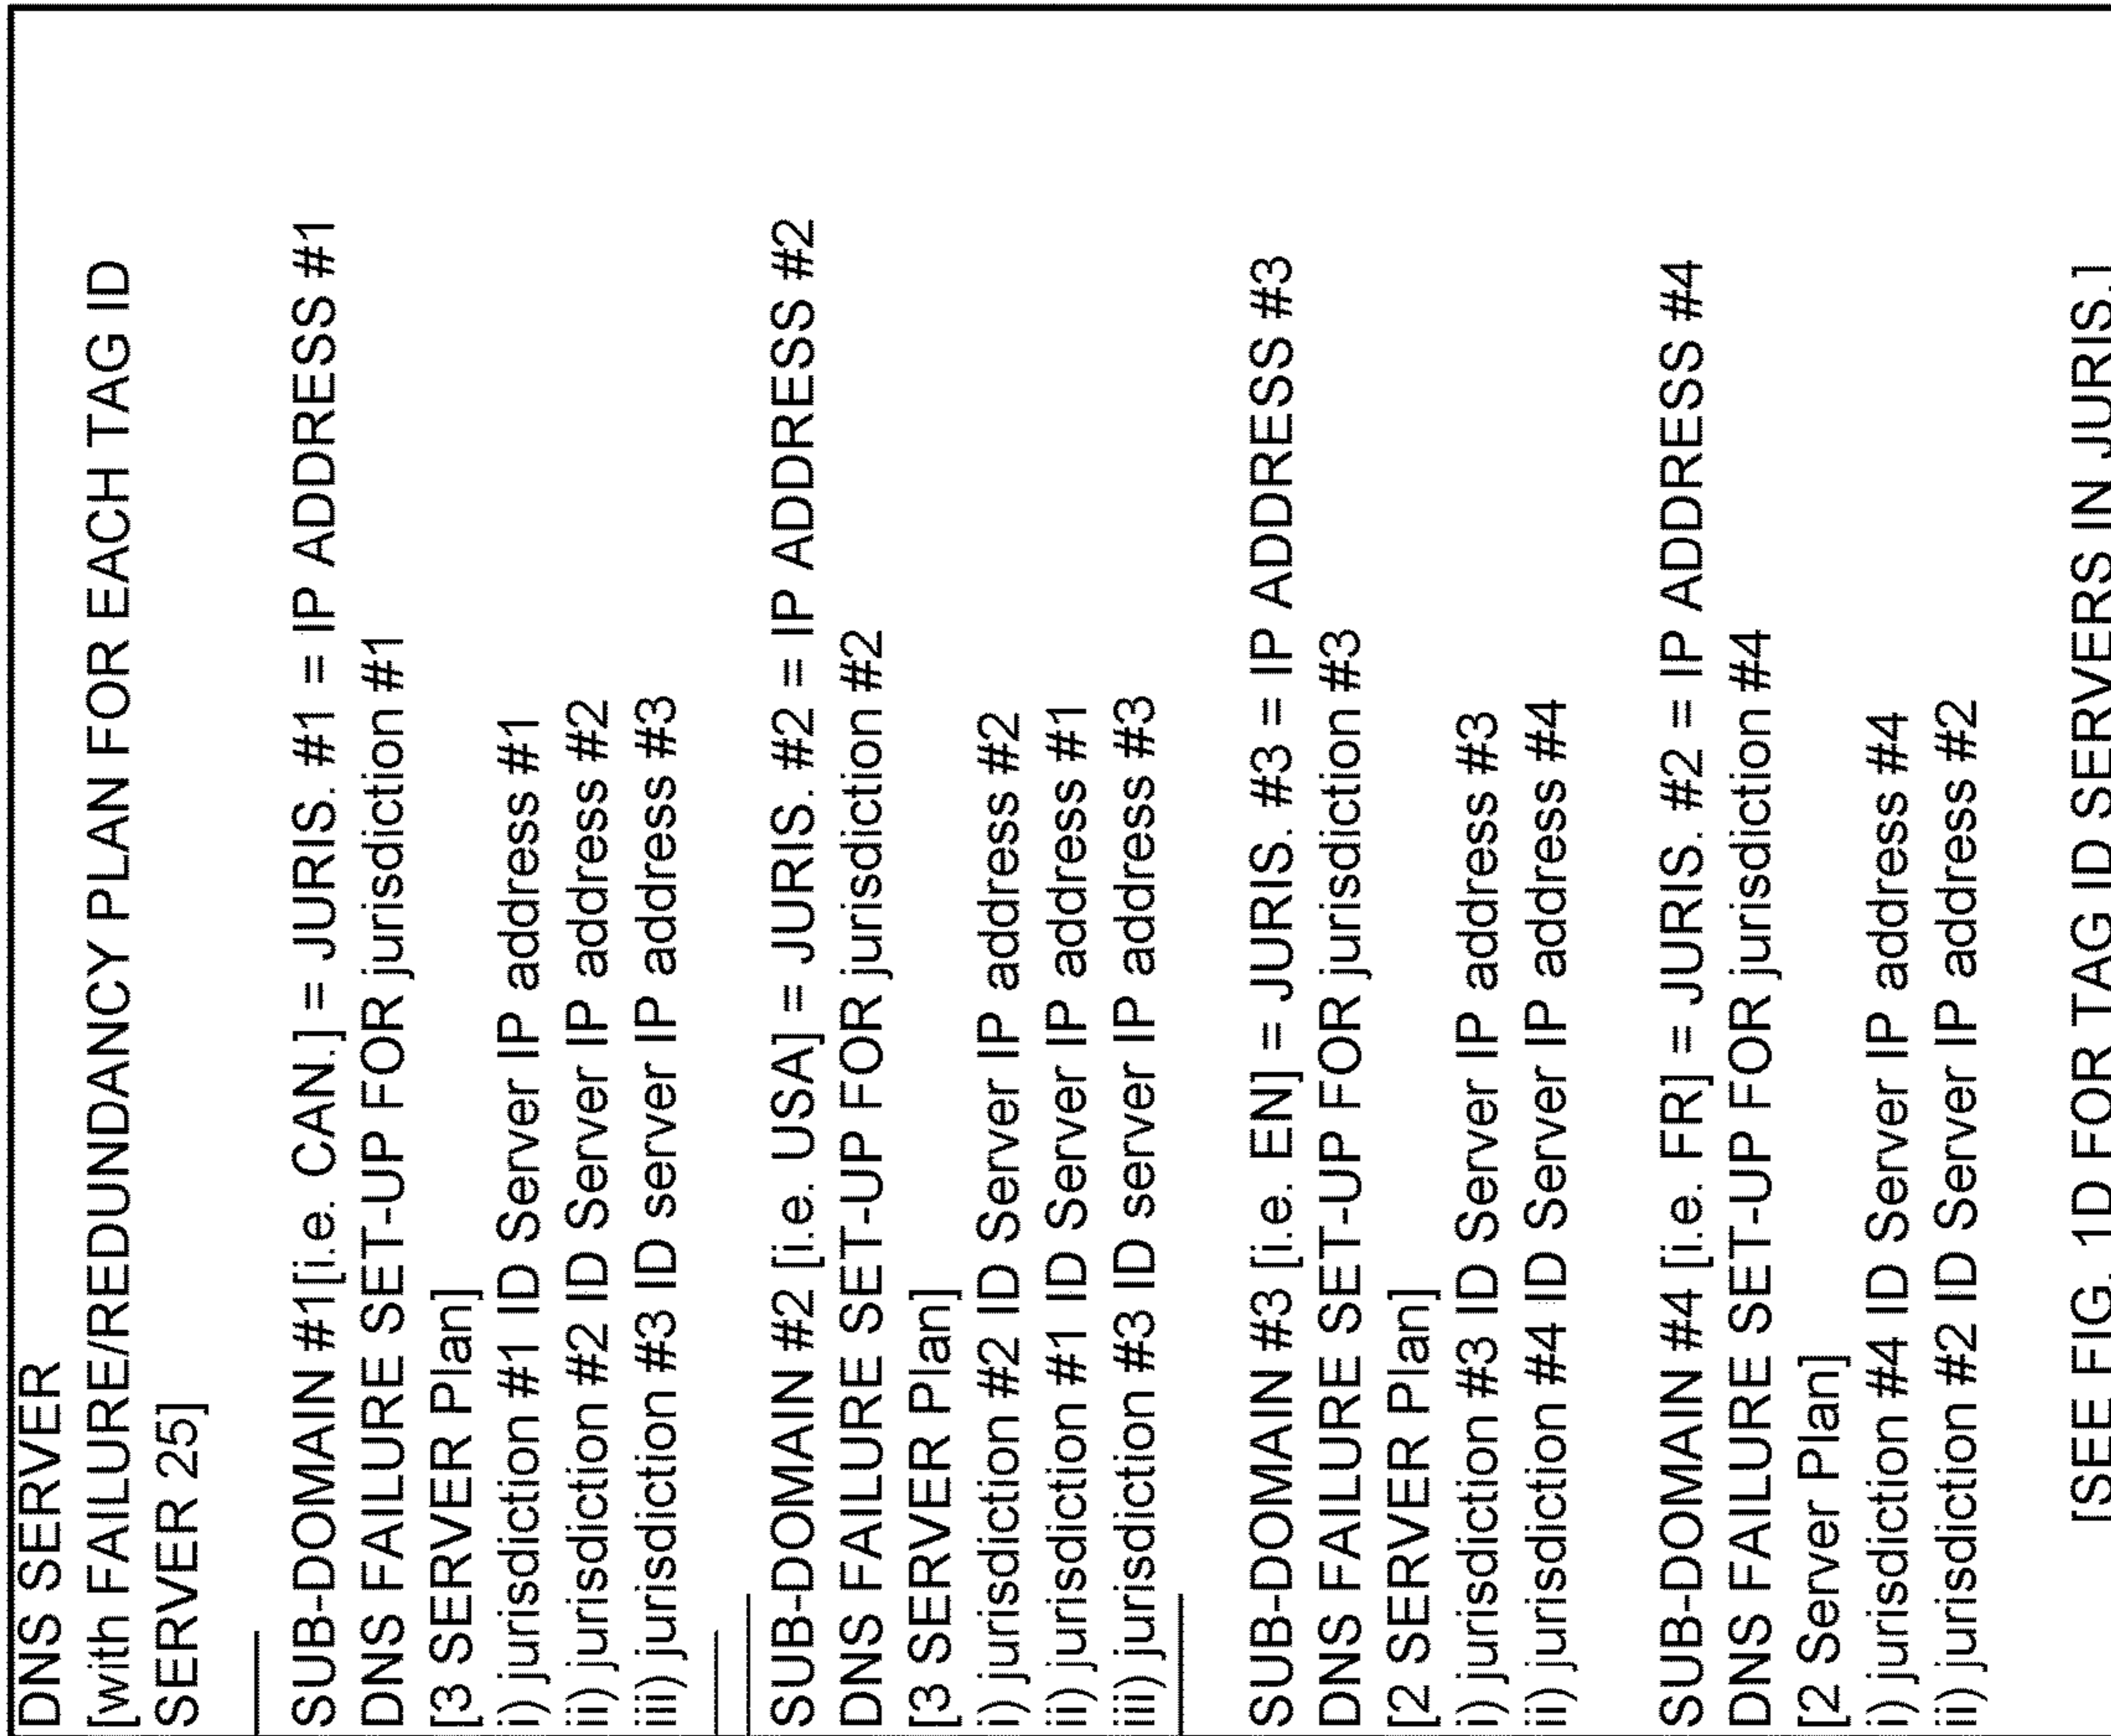 DNS SERVER
[with FAILURE/REDUNDANCY PLAN FOR EACH TAG ID
SERVER 25]
SUB-DOMAIN #1[i.e. CAN.] = JURIS. #1 = IP ADDRESS #1
DNS FAILURE SET-UP FOR jurisdiction #1
[3 SERVER Plan]
i) jurisdiction #1 ID Server IP address #1
ii) jurisdiction #2 ID Server IP address #2
iii) jurisdiction #3 ID server IP address #3
SUB-DOMAIN #2 [i.e. USA] = JURIS. #2 = IP ADDRESS #2
DNS FAILURE SET-UP FOR jurisdiction #2
[3 SERVER Plan]
i) jurisdiction #2 ID Server IP address #2
ii) jurisdiction #1 ID Server IP address #1
iii) jurisdiction #3 ID server IP address #3
SUB-DOMAIN #3 [i.e. EN] = JURIS. #3 = IP ADDRESS #3
DNS FAILURE SET-UP FOR jurisdiction #3
[2 SERVER Plan]
i) jurisdiction #3 ID Server IP address #3
ii) jurisdiction #4 ID Server IP address #4
SUB-DOMAIN #4 [i.e. FR] = JURIS. #2 = IP ADDRESS #4
DNS FAILURE SET-UP FOR jurisdiction #4
[2 Server Plan]
i) jurisdiction #4 ID Server IP address #4
ii) jurisdiction #2 ID Server IP address #2
[SEE FIG. 1D FOR TAG ID SERVERS IN JURIS.]